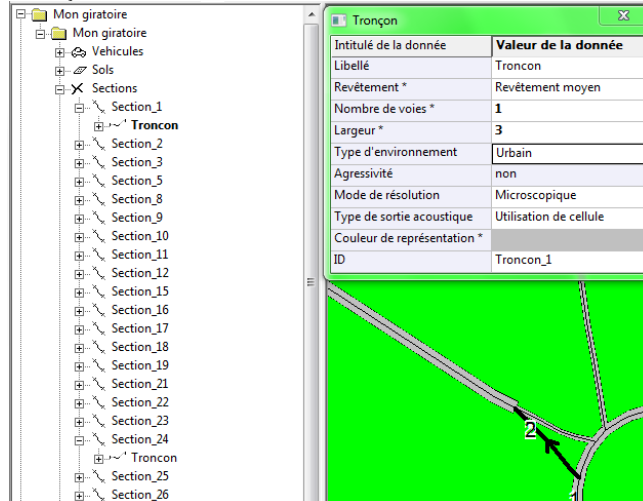 Mon giratoire
Mon giratoire
Vehicules
Sols
Sections
Section_1
Troncon
Section_2
Section_3
Section_5
Section_8
Section_9
Section_10
Section_11
Section_12
Section_15
Section_16
Section_17
Section_18
Section_19
Section_21
Section_22
Section_23
Section_24
Troncon
Section_25
Section_26
Tronçon
Intitulé de la donnée Valeur de la donnée
Libellé Troncon
Revêtement * Revêtement moyen
Nombre de voies * 1
Largeur * 3
Type d'environnement Urbain
Agressivité non
Mode de résolution Microscopique
Type de sortie acoustique Utilisation de cellule
Couleur de représentation *
ID Troncon_1
2
1